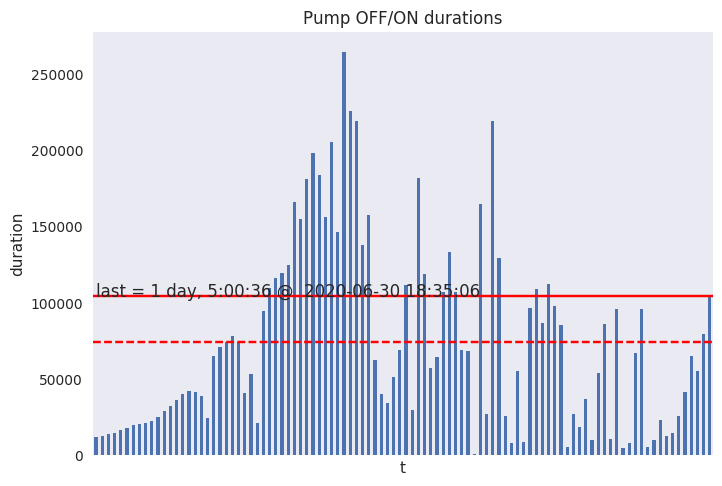 Pump OFF/ON durations
250000
200000
150000
last = 1 day, 5:00:36 @  2020-06-30 18:35:06
100000
50000
0
duration
t